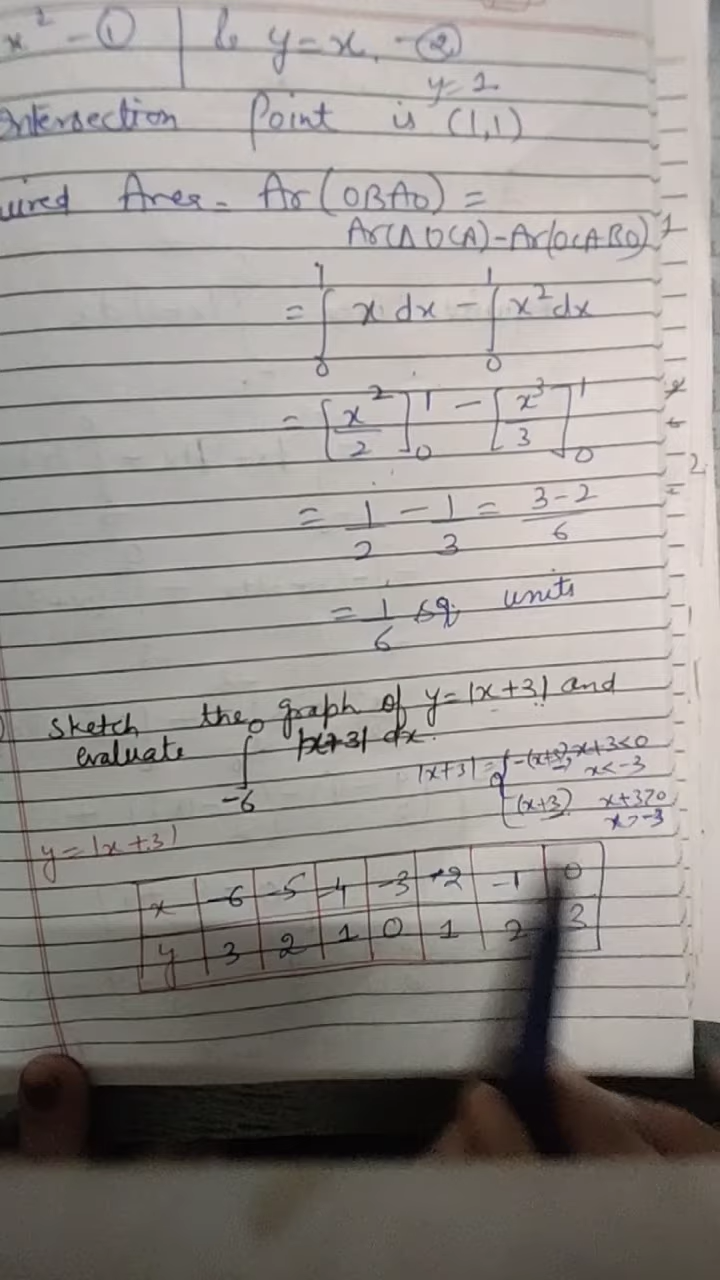 x² - ① | & y=x, -②
y=1
Intersection Point is (1,1)
Area = Ar(OBAO) =
Ar(ΔOCA)-Ar(OCABO)
= ∫₀¹ x dx - ∫₀¹ x² dx
= [x²/2]₀¹ - [x³/3]₀¹
= 1/2 - 1/3 = 3-2/6
= 1/6 sq. units
Sketch the graph of y=|x+3| and
evaluate ∫₋₆⁰ |x+3| dx.
|x+3| = { -(x+3), x+3<0
x<-3
(x+3) x+3>0
x>-3
y=|x+3|
x -6 -5 -4 -3 -2 -1 0
y 3 2 1 0 1 2 3